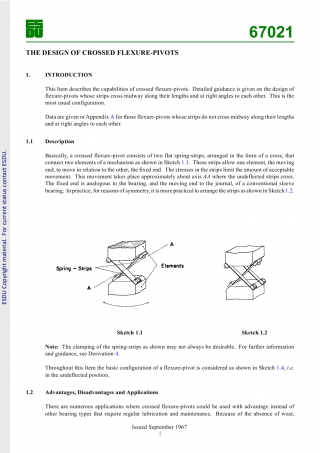 ESDU
67021
THE DESIGN OF CROSSED FLEXURE-PIVOTS
1. INTRODUCTION
This Item describes the capabilities of crossed flexure-pivots. Detailed guidance is given on the design of
flexure-pivots whose strips cross midway along their lengths and at right angles to each other. This is the
most usual configuration.
Data are given in Appendix A for those flexure-pivots whose strips do not cross midway along their lengths
and at right angles to each other.
1.1 Description
Basically, a crossed flexure-pivot consists of two flat spring-strips, arranged in the form of a cross, that
connect two elements of a mechanism as shown in Sketch 1.1. These strips allow one element, the moving
end, to move in relation to the other, the fixed end. The stresses in the strips limit the amount of acceptable
movement. This movement takes place approximately about axis AA where the undeflected strips cross.
The fixed end is analogous to the bearing, and the moving end to the journal, of a conventional sleeve
bearing. In practice, for reasons of symmetry, it is more practical to arrange the strips as shown in Sketch 1.2.
A
Spring – Strips
Elements
A
Sketch 1.1
Sketch 1.2
Note: The clamping of the spring-strips as shown may not always be desirable. For further information
and guidance, see Derivation 4.
Throughout this Item the basic configuration of a flexure-pivot is considered as shown in Sketch 1.4, i.e.
in the undeflected position.
1.2 Advantages, Disadvantages and Applications
There are numerous applications where crossed flexure-pivots could be used with advantage instead of
other bearing types that require regular lubrication and maintenance. Because of the absence of wear,
Issued September 1967
1
ESDU Copyright material. For current status contact ESDU.